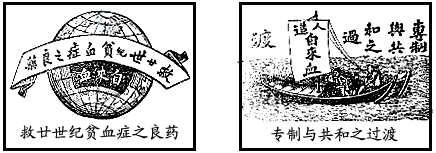 救廿世紀貧血症之良藥
救廿世纪贫血症之良药
專制與共和之過渡
人造自来血
专制与共和之过渡